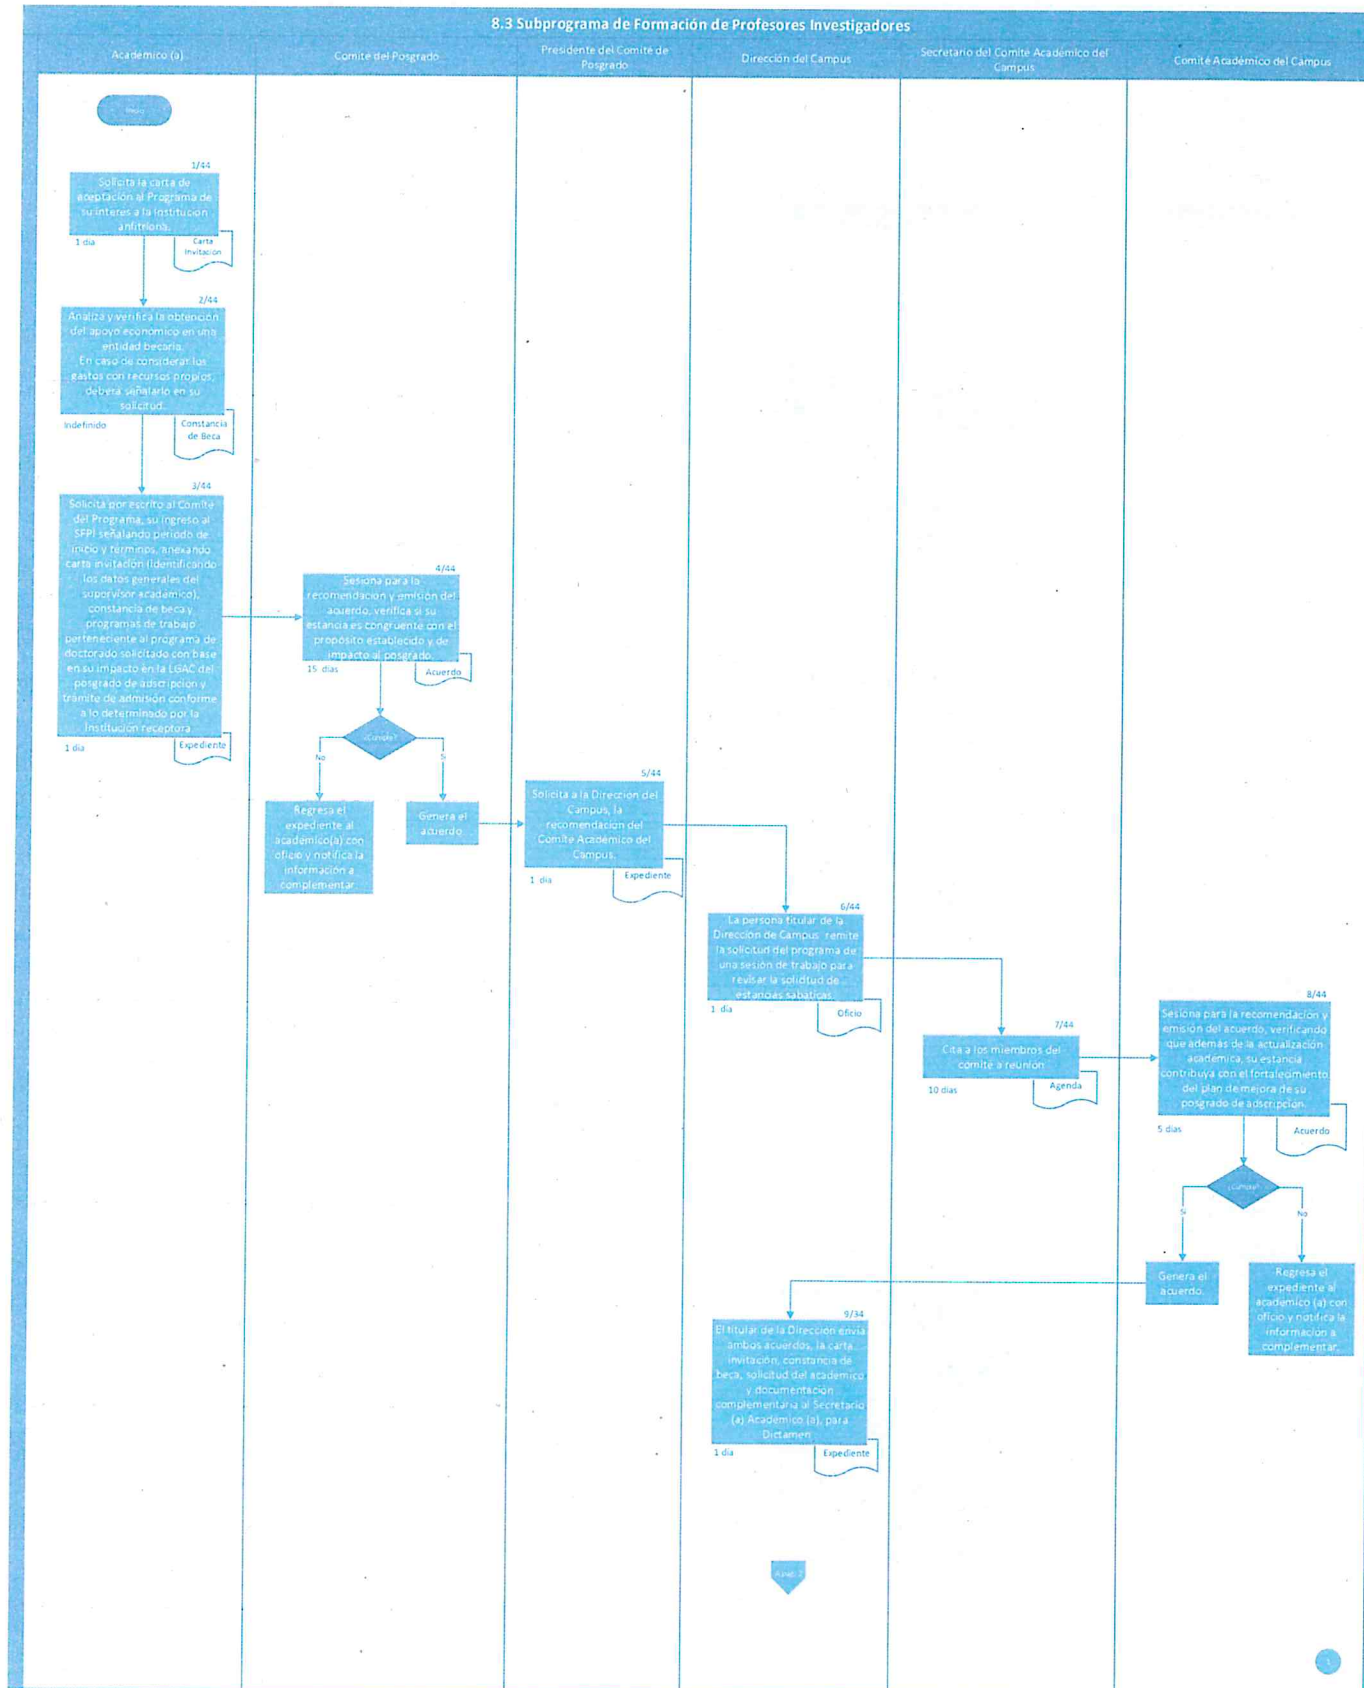 8.3 Subprograma de Formación de Profesores Investigadores
Académico (a)
Comité del Posgrado
Presidente del Comité de
Posgrado
Dirección del Campus
Secretario del Comité Académico del
Campus
Comité Académico del Campus
Inicio
1/44
Solicita la carta de
aceptación al Programa de
su interés a la Institución
anfitriona.
1 día
Carta
Invitación
2/44
Analiza y verifica la obtención
del apoyo económico en una
entidad becaria.
En caso de considerar los
gastos con recursos propios,
deberá señalarlo en su
solicitud.
Indefinido
Constancia
de Beca
3/44
Solicita por escrito al Comité
del Programa, su ingreso al
SFPI señalando periodo de
inicio y términos, anexando
carta invitación (identificando
los datos generales del
supervisor académico),
constancia de beca y
programas de trabajo
perteneciente al programa de
doctorado solicitado con base
en su impacto en la LGAC del
posgrado de adscripción y
trámite de admisión conforme
a lo determinado por la
Institución receptora
1 día
Expediente
4/44
Sesiona para la
recomendación y emisión del
acuerdo, verifica si su
estancia es congruente con el
propósito establecido y de
impacto al posgrado.
15 días
Acuerdo
¿Cumple?
No
Si
Regresa el
expediente al
académico(a) con
oficio y notifica la
información a
complementar
Genera el
acuerdo
5/44
Solicita a la Dirección del
Campus, la
recomendación del
Comité Académico del
Campus.
1 día
Expediente
6/44
La persona titular de la
Dirección de Campus remite
la solicitud del programa de
una sesión de trabajo para
revisar la solicitud de
estancias sabáticas.
1 día
Oficio
7/44
Cita a los miembros del
comité a reunión
10 días
Agenda
8/44
Sesiona para la recomendación y
emisión del acuerdo, verificando
que además de la actualización
académica, su estancia
contribuya con el fortalecimiento
del plan de mejora de su
posgrado de adscripción.
5 días
Acuerdo
¿Cumple?
Si
No
Genera el
acuerdo.
Regresa el
expediente al
académico (a) con
oficio y notifica la
información a
complementar.
9/34
El titular de la Dirección envía
ambos acuerdos, la carta
invitación, constancia de
beca, solicitud del académico
y documentación
complementaria al Secretario
(a) Académico (a), para
Dictamen
1 día
Expediente
2
1